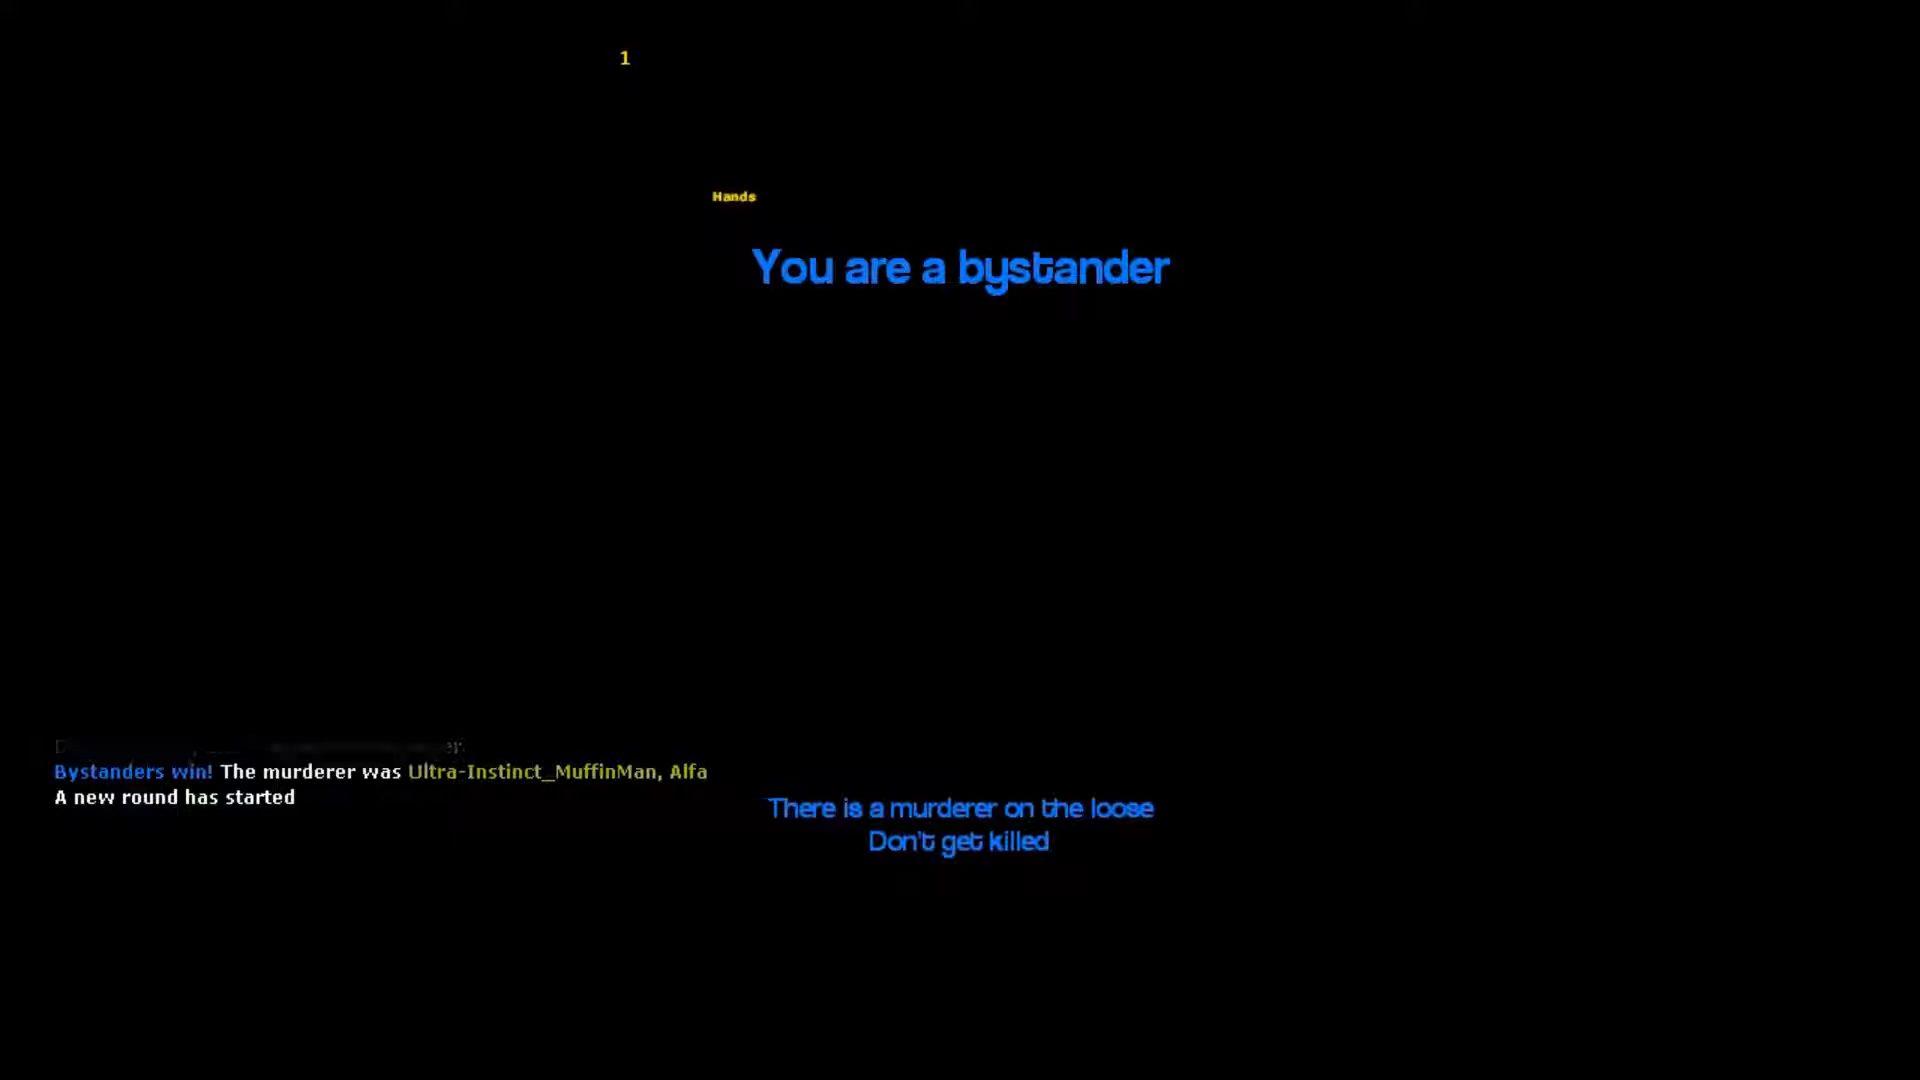 1
Hands
You are a bystander
Bystanders win! The murderer was Ultra-Instinct_MuffinMan, Alfa
A new round has started
There is a murderer on the loose
Don't get killed